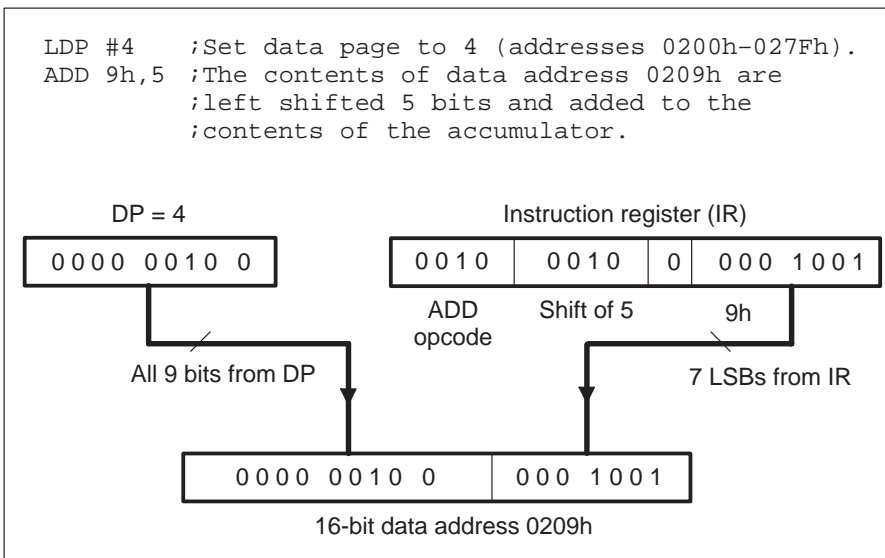 LDP #4 ;Set data page to 4 (addresses 0200h–027Fh).
ADD 9h,5 ;The contents of data address 0209h are
;left shifted 5 bits and added to the
;contents of the accumulator.
DP = 4
Instruction register (IR)
0000 0010 0
0010 0010 0 000 1001
ADD
opcode
Shift of 5
9h
All 9 bits from DP
7 LSBs from IR
0000 0010 0 000 1001
16-bit data address 0209h